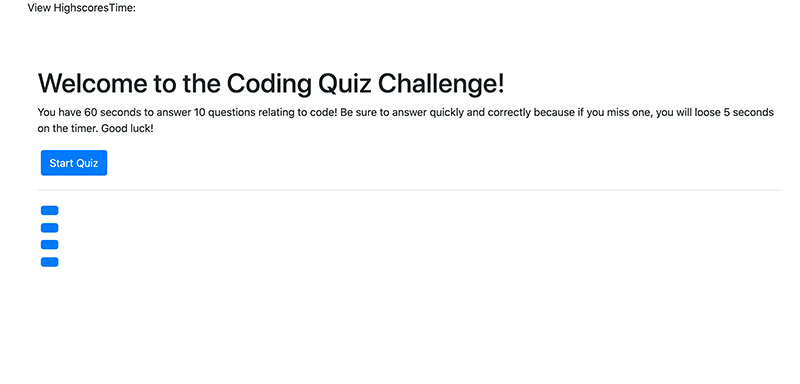 View HighscoresTime:
Welcome to the Coding Quiz Challenge!
You have 60 seconds to answer 10 questions relating to code! Be sure to answer quickly and correctly because if you miss one, you will loose 5 seconds
on the timer. Good luck!
Start Quiz